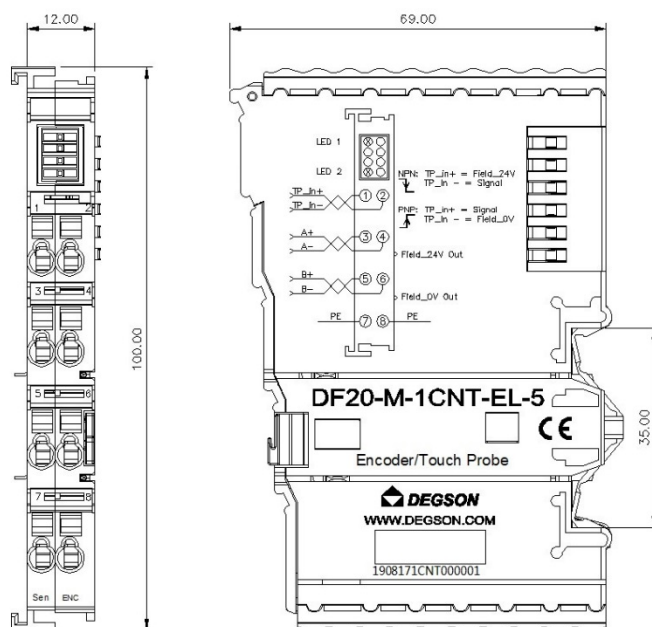 12.00
69.00
100.00
35.00
1 2
3 4
5 6
7 8
Sen ENC
LED 1
LED 2
TP_In+
TP_In-
A+
A-
B+
B-
PE
① ②
③ ④
⑤ ⑥
⑦ ⑧
PE
NPN: TP_in+ = Field_24V
TP_In - = Signal
PNP: TP_in+ = Signal
TP_In - = Field_0V
Field_24V Out
Field_0V Out
DF20-M-1CNT-EL-5
CE
Encoder/Touch Probe
DEGSON
WWW.DEGSON.COM
1908171CNT000001